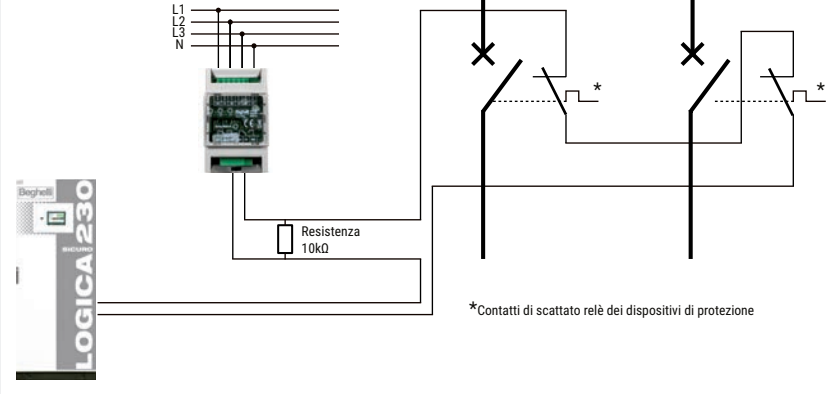 L1
L2
L3
N
*
*
Beghelli
SICURO
LOGICA 230
Resistenza
10kΩ
*Contatti di scattato relè dei dispositivi di protezione